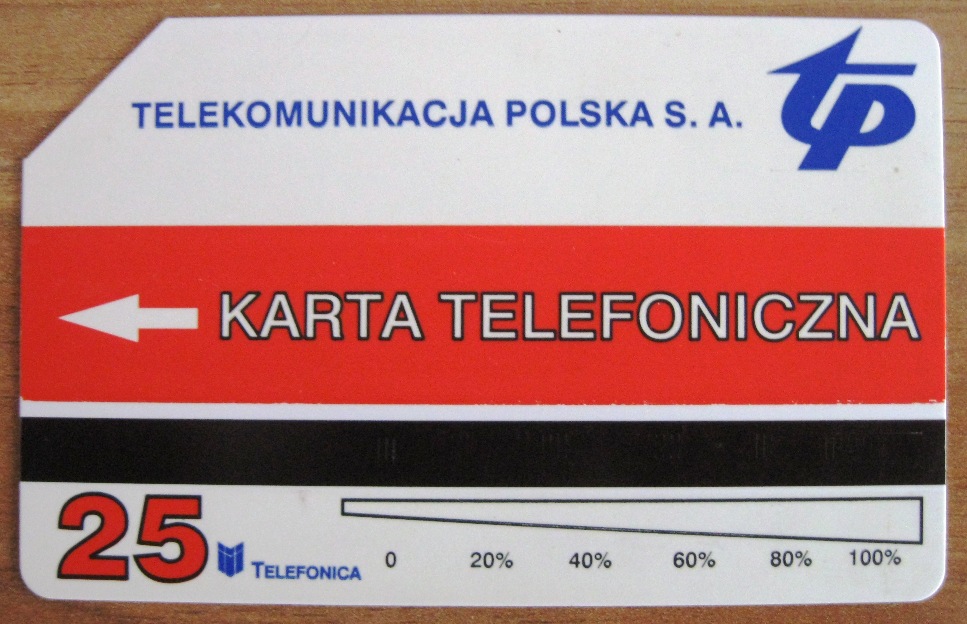 TELEKOMUNIKACJA POLSKA S. A.
tp
KARTA TELEFONICZNA
25
TELEFONICA
0 20% 40% 60% 80% 100%